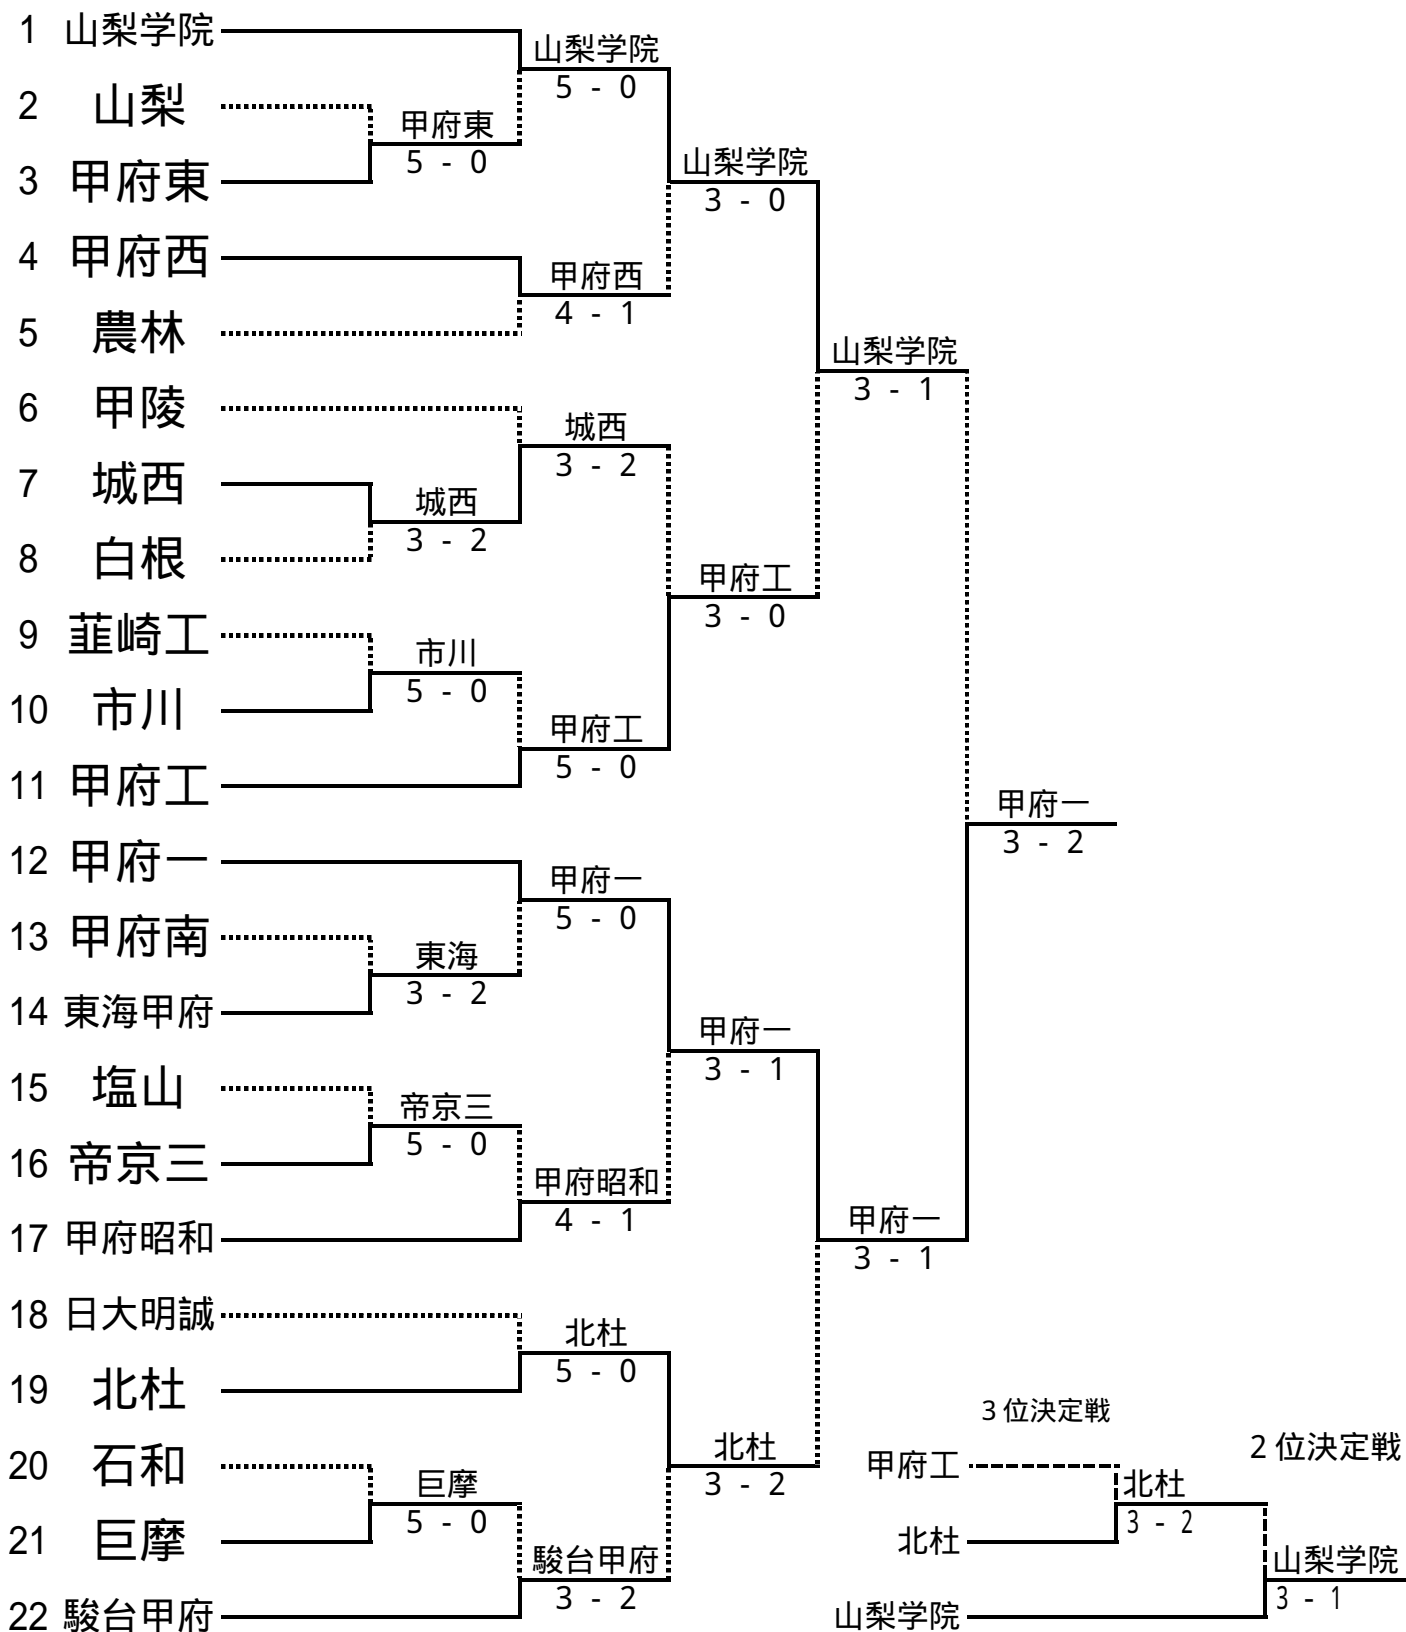 1 山梨学院
山梨学院
5 - 0
2 山梨
甲府東
5 - 0
3 甲府東
山梨学院
3 - 0
4 甲府西
甲府西
4 - 1
5 農林
山梨学院
3 - 1
6 甲陵
城西
3 - 2
7 城西
城西
3 - 2
8 白根
甲府工
3 - 0
9 韮崎工
市川
5 - 0
10 市川
甲府工
5 - 0
11 甲府工
甲府一
3 - 2
12 甲府一
甲府一
5 - 0
13 甲府南
東海
3 - 2
14 東海甲府
甲府一
3 - 1
15 塩山
帝京三
5 - 0
16 帝京三
甲府昭和
4 - 1
17 甲府昭和
甲府一
3 - 1
18 日大明誠
北杜
5 - 0
19 北杜
3位決定戦
2位決定戦
20 石和
北杜
3 - 2
甲府工
巨摩
5 - 0
北杜
3 - 2
21 巨摩
北杜
駿台甲府
3 - 2
山梨学院
3 - 1
22 駿台甲府
山梨学院